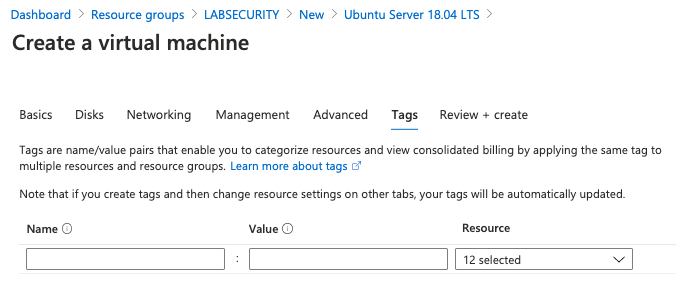 Dashboard > Resource groups > LABSECURITY > New > Ubuntu Server 18.04 LTS >
Create a virtual machine
Basics Disks Networking Management Advanced Tags Review + create
Tags are name/value pairs that enable you to categorize resources and view consolidated billing by applying the same tag to
multiple resources and resource groups. Learn more about tags
Note that if you create tags and then change resource settings on other tabs, your tags will be automatically updated.
Name Value Resource
: 12 selected